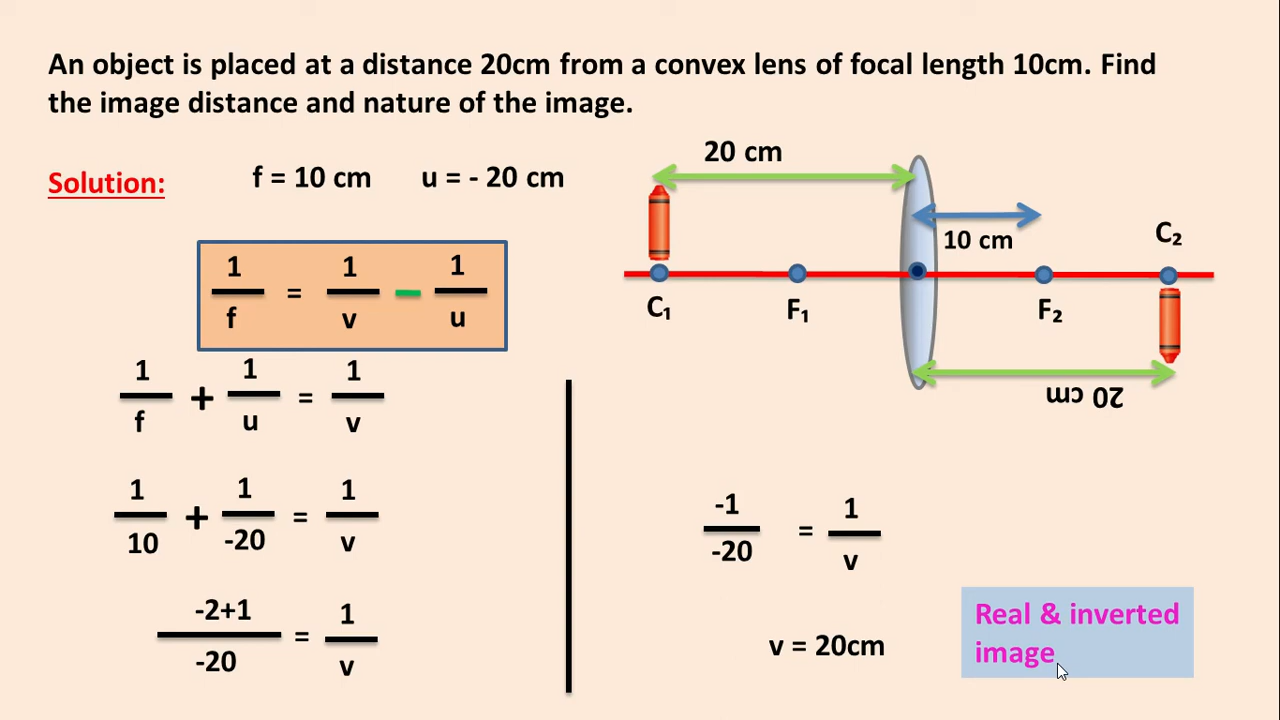 An object is placed at a distance 20cm from a convex lens of focal length 10cm. Find
the image distance and nature of the image.
Solution:
f = 10 cm
u = - 20 cm
1/f = 1/v − 1/u
1/f + 1/u = 1/v
1/10 + 1/-20 = 1/v
-2+1/-20 = 1/v
20 cm
10 cm
C₂
C₁
F₁
F₂
20 cm
-1/-20 = 1/v
v = 20cm
Real & inverted
image